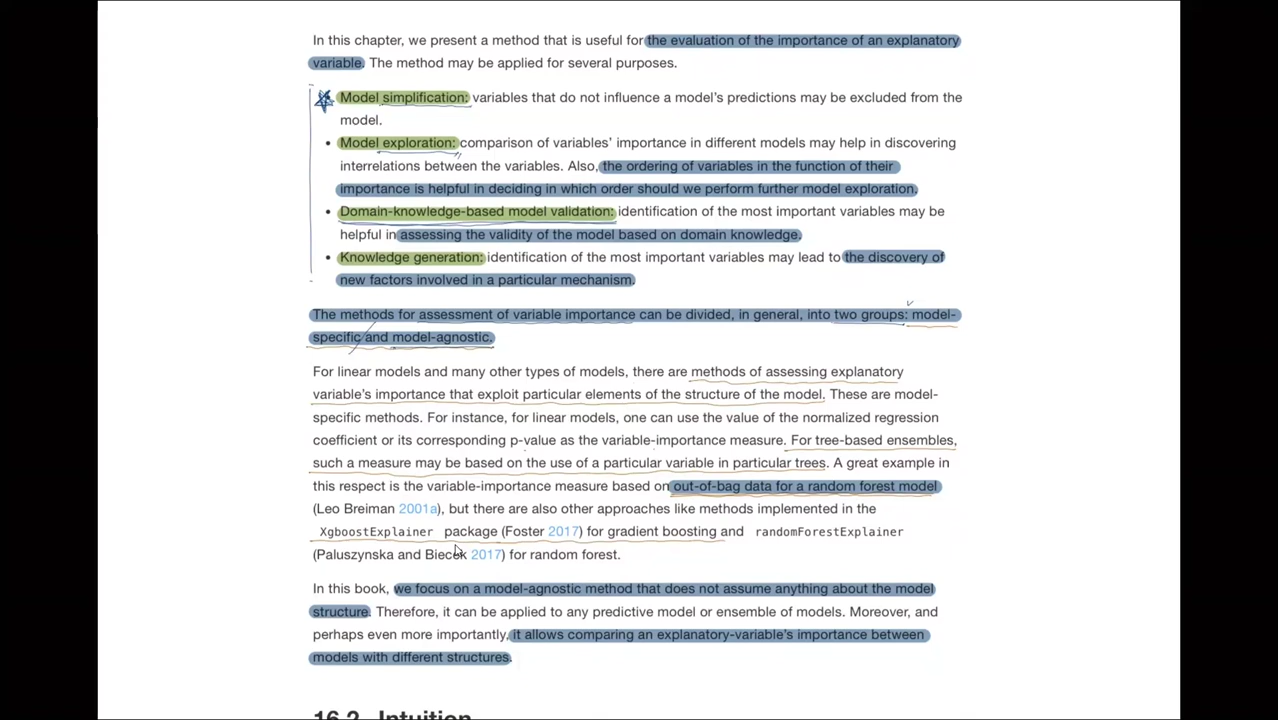 In this chapter, we present a method that is useful for the evaluation of the importance of an explanatory
variable. The method may be applied for several purposes.
Model simplification: variables that do not influence a model's predictions may be excluded from the
model.
• Model exploration: comparison of variables' importance in different models may help in discovering
interrelations between the variables. Also, the ordering of variables in the function of their
importance is helpful in deciding in which order should we perform further model exploration.
• Domain-knowledge-based model validation: identification of the most important variables may be
helpful in assessing the validity of the model based on domain knowledge.
• Knowledge generation: identification of the most important variables may lead to the discovery of
new factors involved in a particular mechanism.
The methods for assessment of variable importance can be divided, in general, into two groups: model-
specific and model-agnostic.
For linear models and many other types of models, there are methods of assessing explanatory
variable's importance that exploit particular elements of the structure of the model. These are model-
specific methods. For instance, for linear models, one can use the value of the normalized regression
coefficient or its corresponding p-value as the variable-importance measure. For tree-based ensembles,
such a measure may be based on the use of a particular variable in particular trees. A great example in
this respect is the variable-importance measure based on out-of-bag data for a random forest model
(Leo Breiman 2001a), but there are also other approaches like methods implemented in the
XgboostExplainer package (Foster 2017) for gradient boosting and randomForestExplainer
(Paluszynska and Biecek 2017) for random forest.
In this book, we focus on a model-agnostic method that does not assume anything about the model
structure. Therefore, it can be applied to any predictive model or ensemble of models. Moreover, and
perhaps even more importantly, it allows comparing an explanatory-variable's importance between
models with different structures.
16.2 Intuition